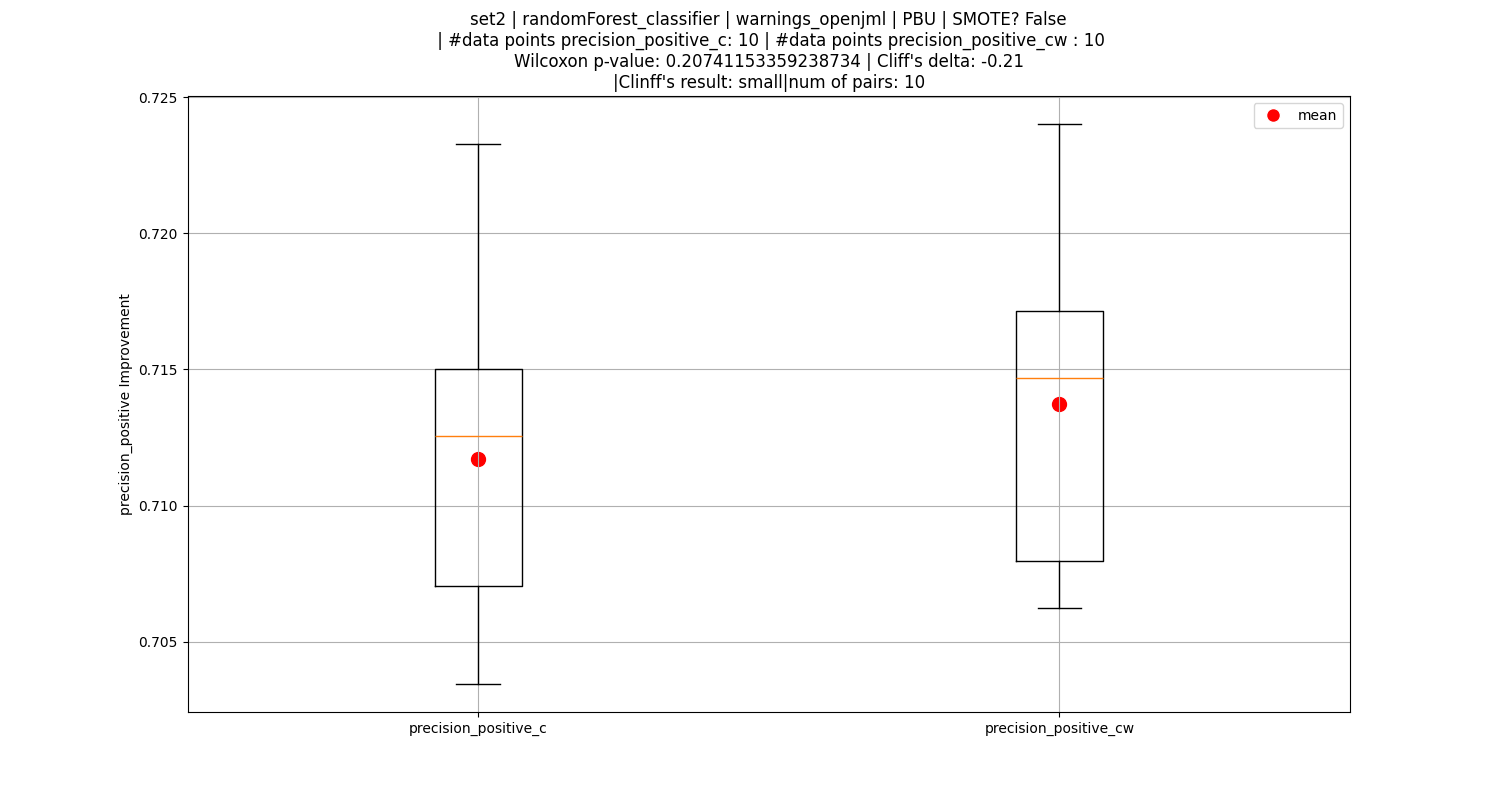 set2 | randomForest_classifier | warnings_openjml | PBU | SMOTE? False
| #data points precision_positive_c: 10 | #data points precision_positive_cw : 10
Wilcoxon p-value: 0.20741153359238734 | Cliff's delta: -0.21
|Clinff's result: small|num of pairs: 10
mean
precision_positive Improvement
0.725
0.720
0.715
0.710
0.705
precision_positive_c
precision_positive_cw